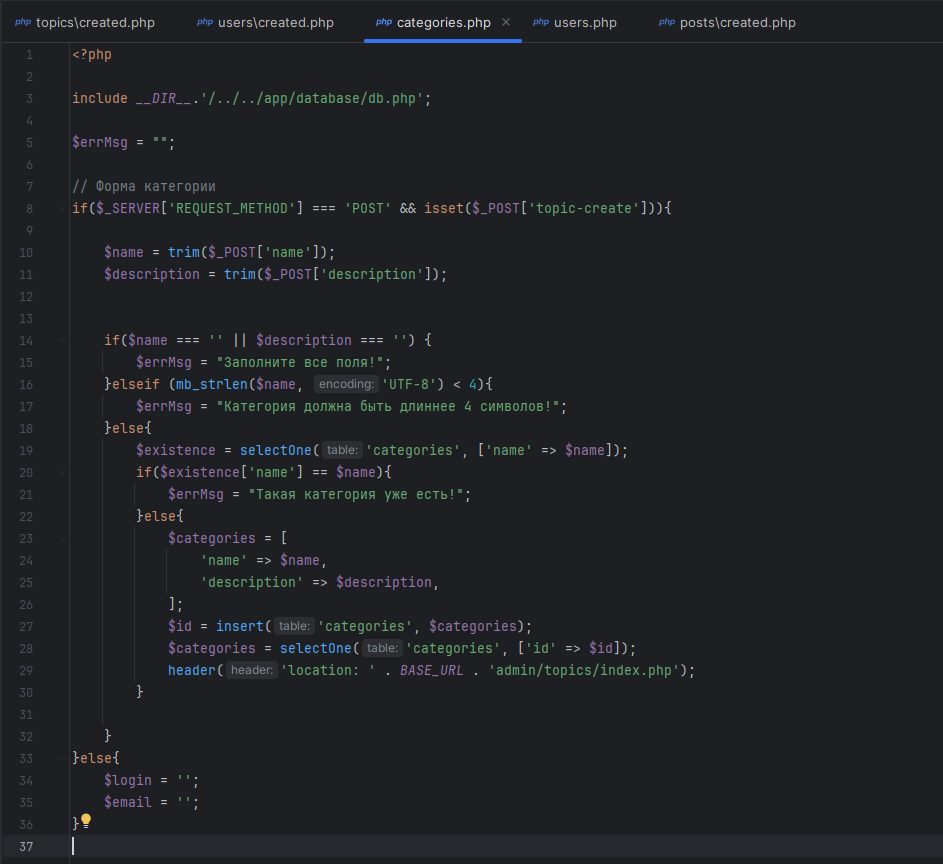 php topics\created.php php users\created.php php categories.php × php users.php php posts\created.php
1 <?php
2
3 include __DIR__.'/../../app/database/db.php';
4
5 $errMsg = "";
6
7 // Форма категории
8 if($_SERVER['REQUEST_METHOD'] === 'POST' && isset($_POST['topic-create'])){
9
10     $name = trim($_POST['name']);
11     $description = trim($_POST['description']);
12
13
14     if($name === '' || $description === '') {
15         $errMsg = "Заполните все поля!";
16     }elseif (mb_strlen($name, encoding: 'UTF-8') < 4){
17         $errMsg = "Категория должна быть длиннее 4 символов!";
18     }else{
19         $existence = selectOne( table: 'categories', ['name' => $name]);
20         if($existence['name'] == $name){
21             $errMsg = "Такая категория уже есть!";
22         }else{
23             $categories = [
24                 'name' => $name,
25                 'description' => $description,
26             ];
27             $id = insert( table: 'categories', $categories);
28             $categories = selectOne( table: 'categories', ['id' => $id]);
29             header( header: 'location: ' . BASE_URL . 'admin/topics/index.php');
30         }
31
32     }
33 }else{
34     $login = '';
35     $email = '';
36 }
37